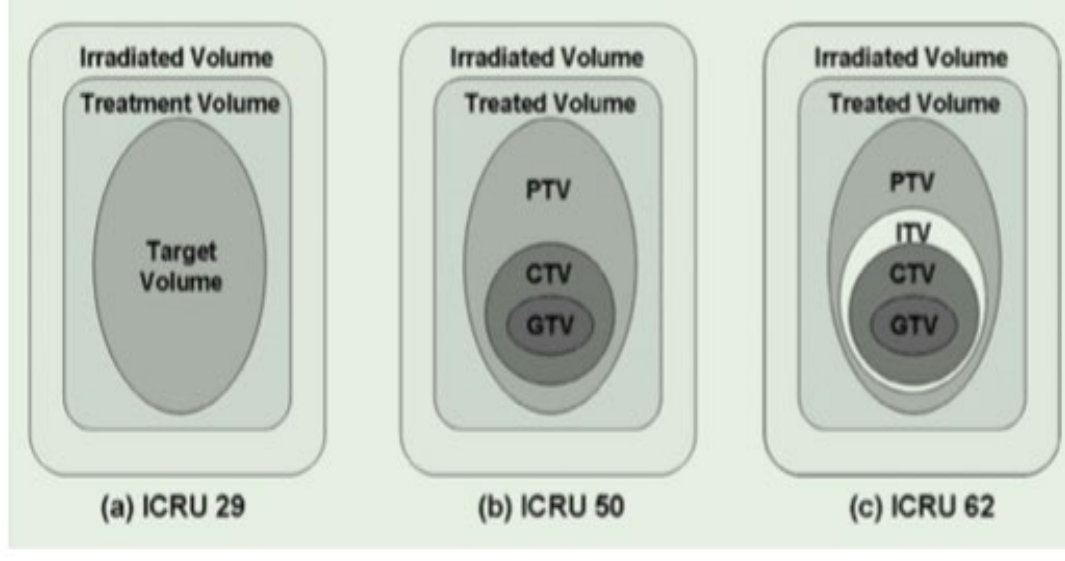 Irradiated Volume
Treatment Volume
Target
Volume
(a) ICRU 29
Irradiated Volume
Treated Volume
PTV
CTV
GTV
(b) ICRU 50
Irradiated Volume
Treated Volume
PTV
ITV
CTV
GTV
(c) ICRU 62